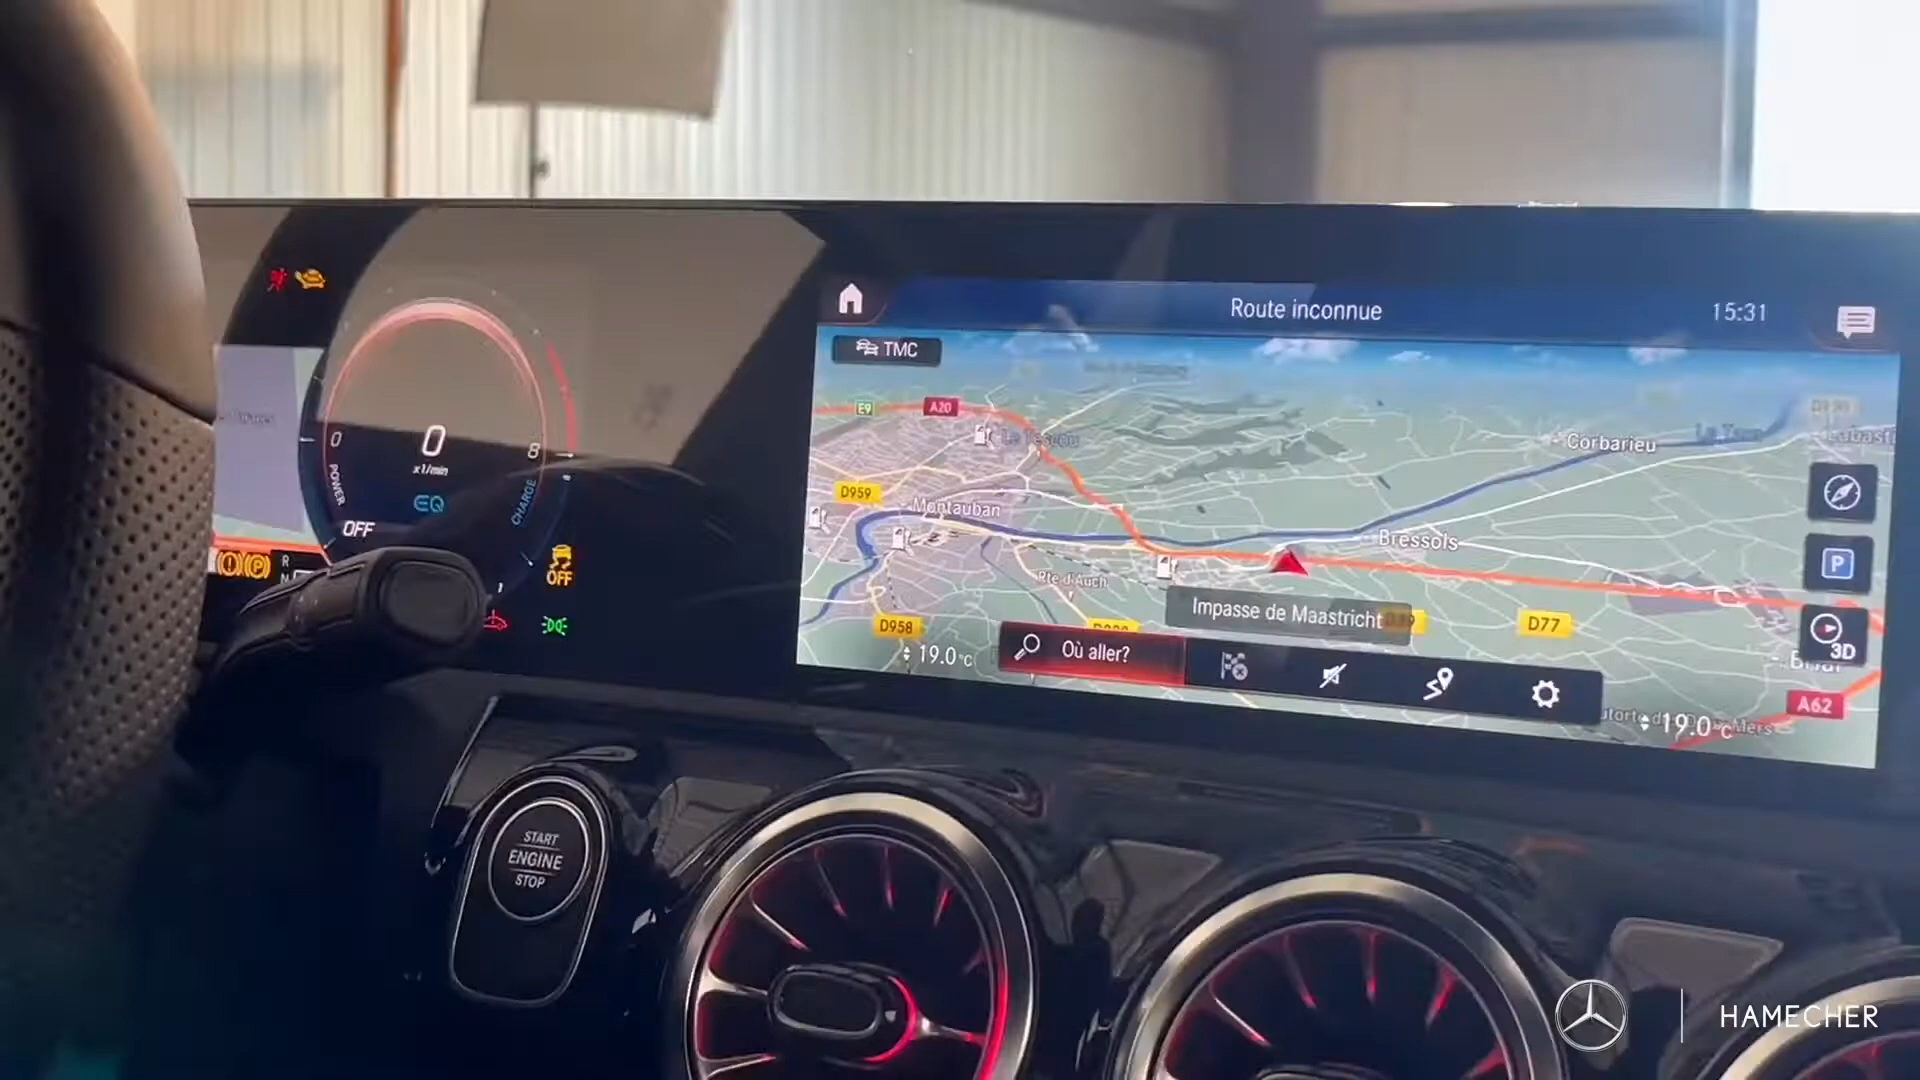 Route inconnue
15:31
TMC
E9
A20
Corbarieu
D959
Montauban
Bressols
Rte d'Auch
Impasse de Maastricht
D958
D77
19.0°C
Où aller?
3D
A62
19.0°C
P
0
0
8
x1/min
POWER
CHARGE
EQ
OFF
OFF
P
R
N
START
ENGINE
STOP
HAMECHER